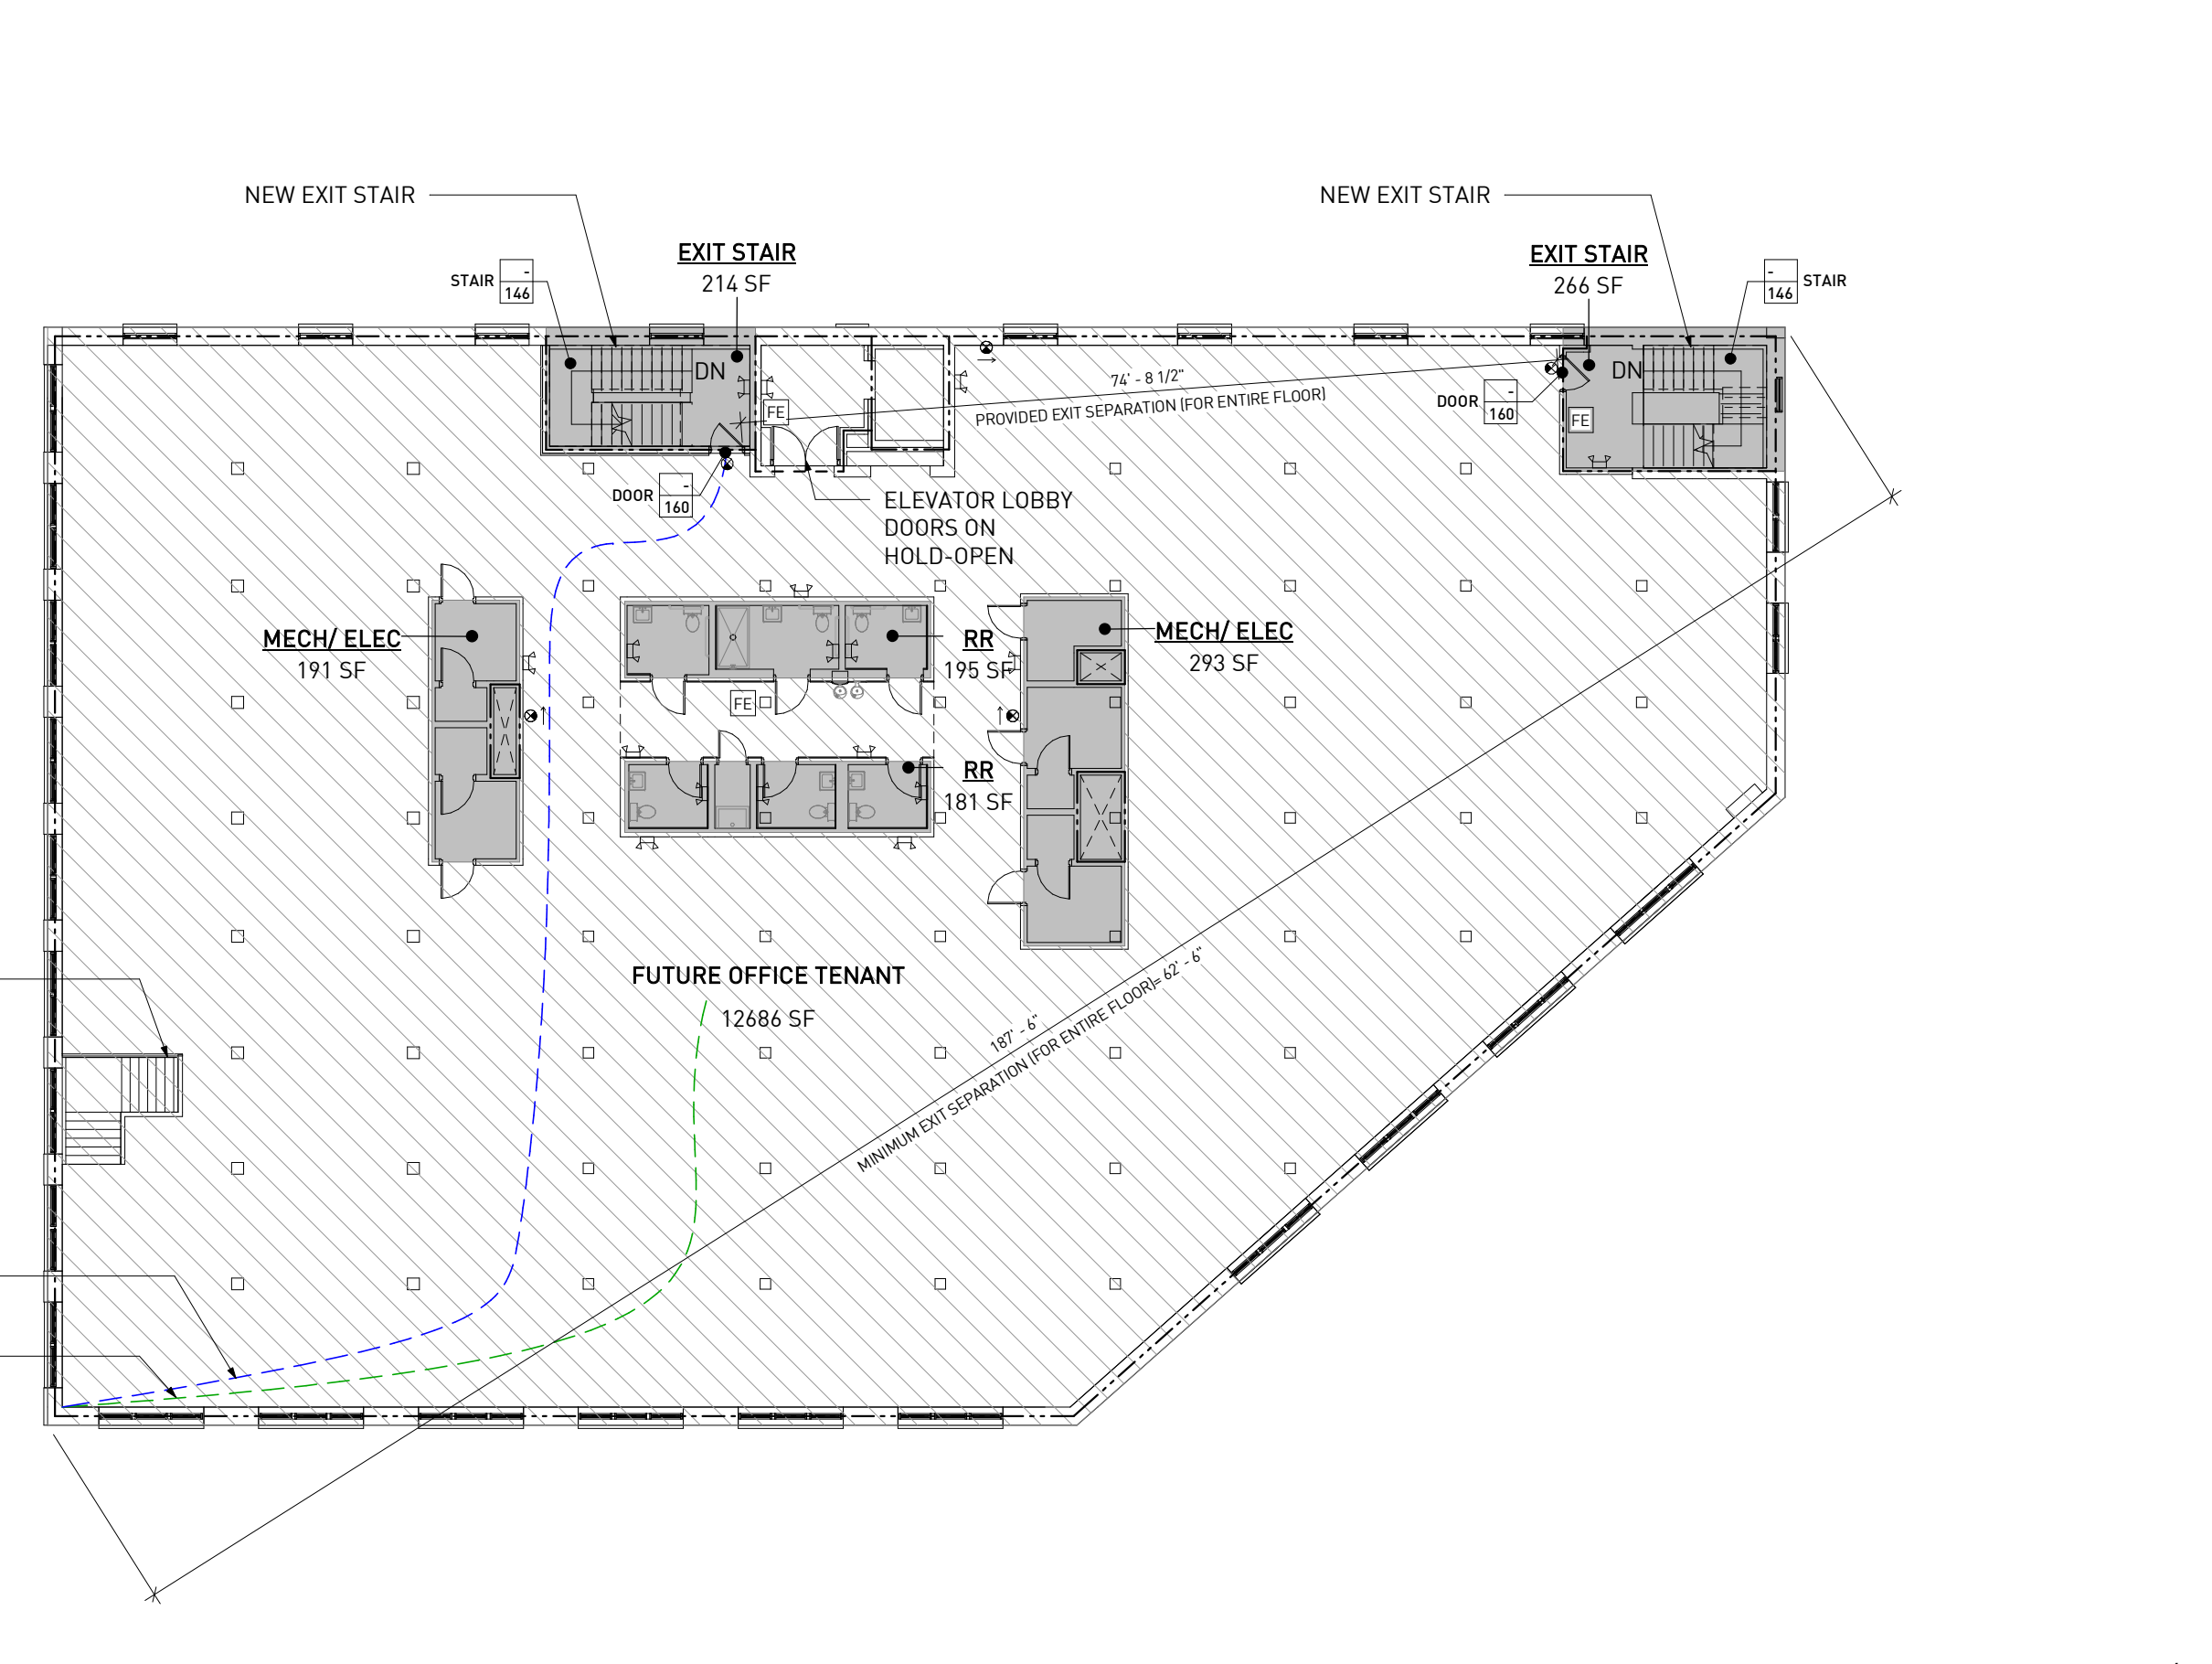 NEW EXIT STAIR
NEW EXIT STAIR
EXIT STAIR
214 SF
EXIT STAIR
266 SF
STAIR
-
146
-
146
STAIR
DN
DN
74' - 8 1/2"
PROVIDED EXIT SEPARATION (FOR ENTIRE FLOOR)
DOOR
-
160
FE
FE
DOOR
-
160
ELEVATOR LOBBY
DOORS ON
HOLD-OPEN
MECH/ ELEC
191 SF
RR
195 SF
MECH/ ELEC
293 SF
FE
RR
181 SF
FUTURE OFFICE TENANT
12686 SF
187' - 6"
MINIMUM EXIT SEPARATION (FOR ENTIRE FLOOR)= 62' - 6"